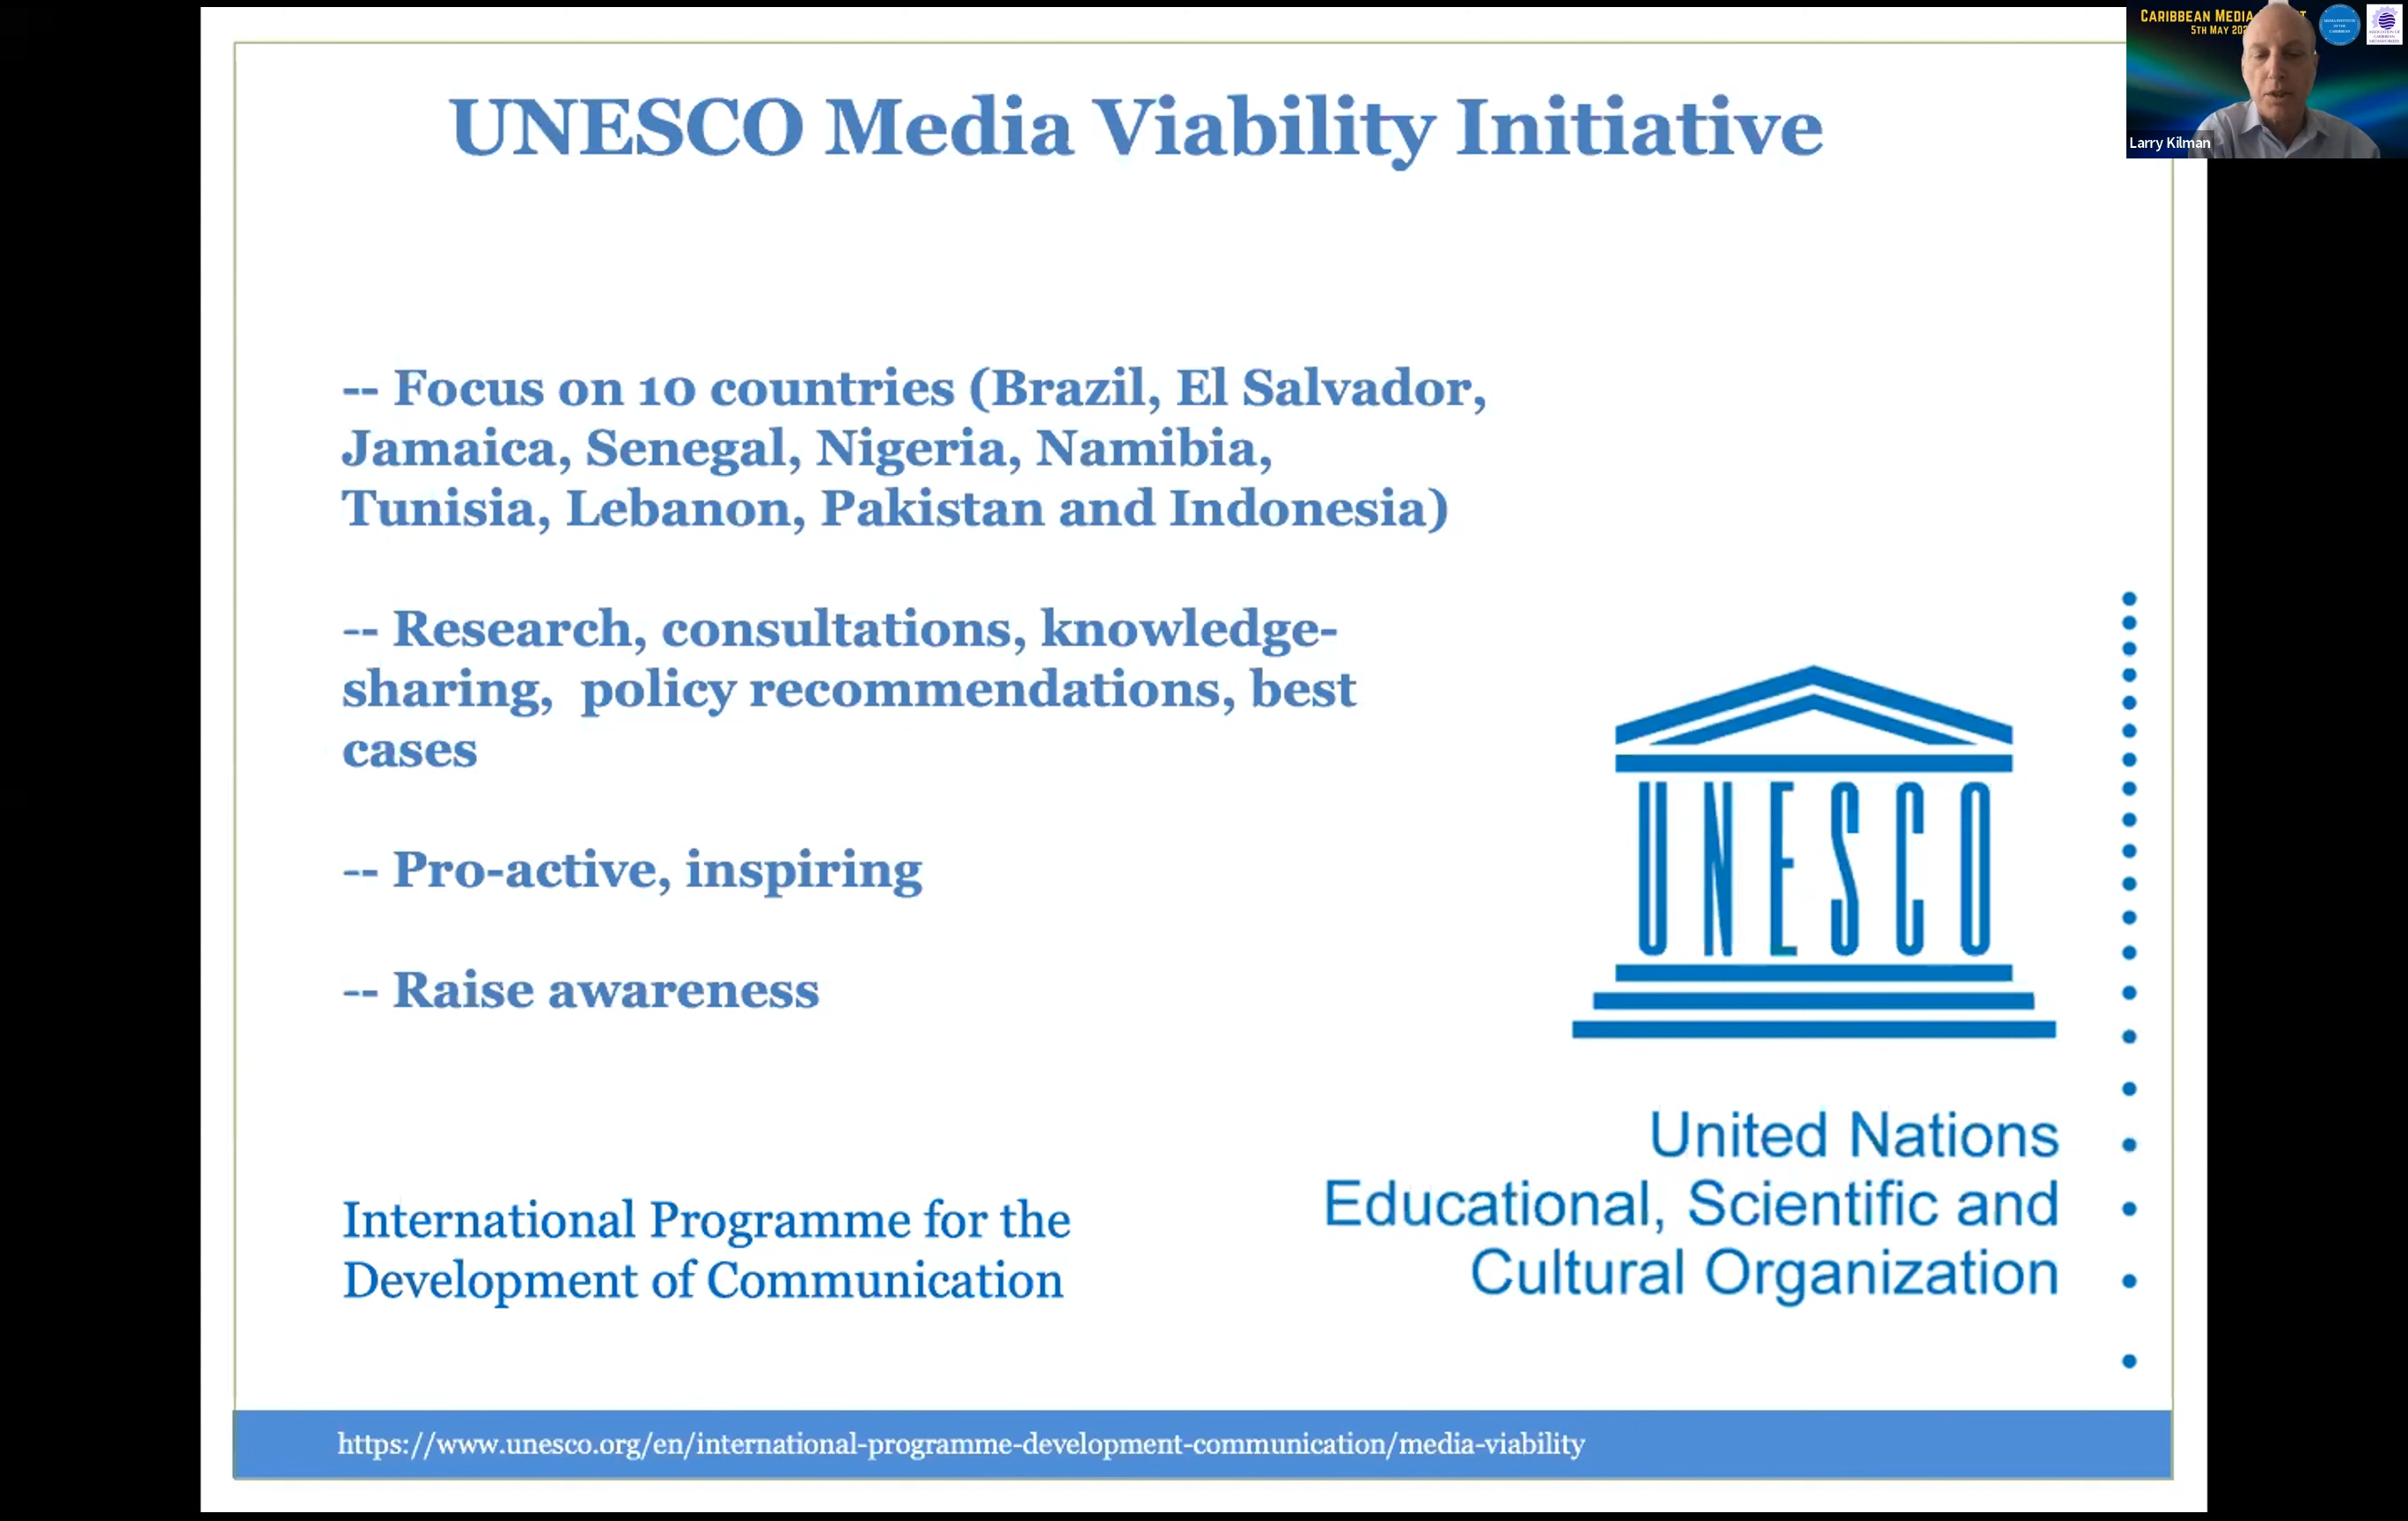 UNESCO Media Viability Initiative
-- Focus on 10 countries (Brazil, El Salvador,
Jamaica, Senegal, Nigeria, Namibia,
Tunisia, Lebanon, Pakistan and Indonesia)
-- Research, consultations, knowledge-
sharing,  policy recommendations, best
cases
-- Pro-active, inspiring
-- Raise awareness
International Programme for the
Development of Communication
UNESCO
United Nations
Educational, Scientific and
Cultural Organization
https://www.unesco.org/en/international-programme-development-communication/media-viability
CARIBBEAN MEDIA
5TH MAY
Larry Kilman